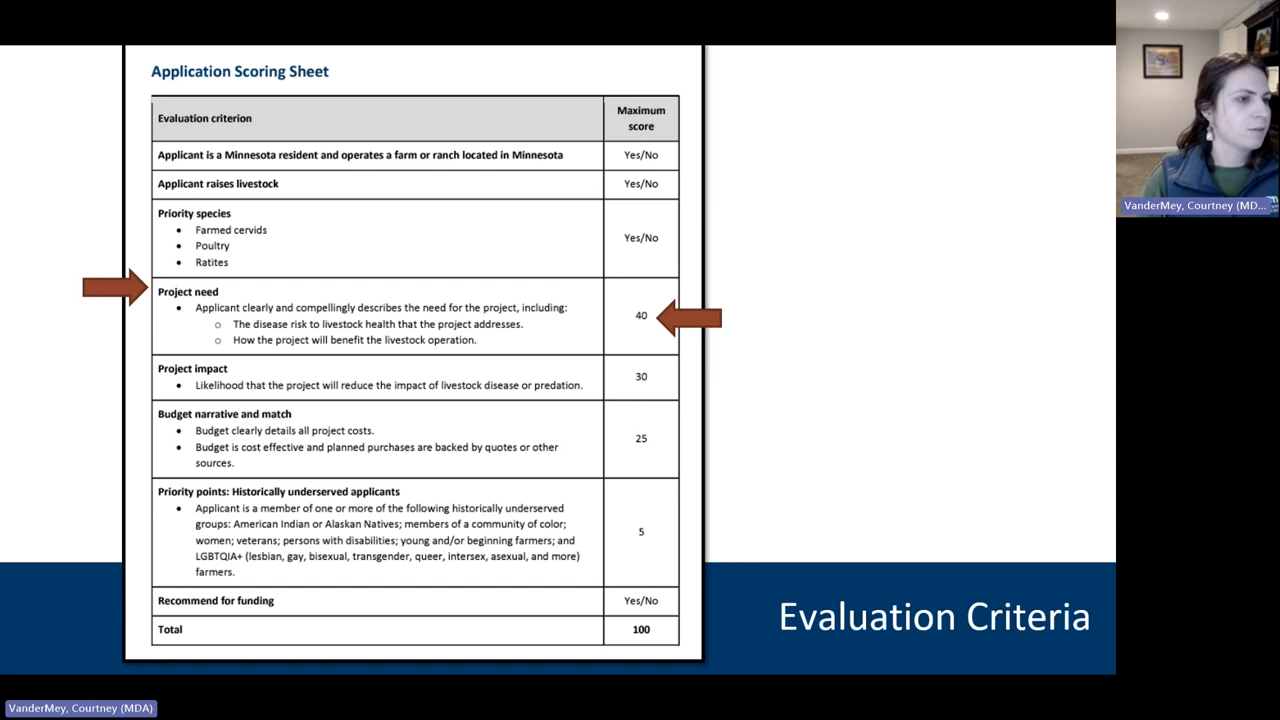 Application Scoring Sheet
Evaluation criterion
Maximum
score
Applicant is a Minnesota resident and operates a farm or ranch located in Minnesota
Yes/No
Applicant raises livestock
Yes/No
Priority species
• Farmed cervids
• Poultry
• Ratites
Yes/No
Project need
• Applicant clearly and compellingly describes the need for the project, including:
o The disease risk to livestock health that the project addresses.
o How the project will benefit the livestock operation.
40
Project impact
• Likelihood that the project will reduce the impact of livestock disease or predation.
30
Budget narrative and match
• Budget clearly details all project costs.
• Budget is cost effective and planned purchases are backed by quotes or other
sources.
25
Priority points: Historically underserved applicants
• Applicant is a member of one or more of the following historically underserved
groups: American Indian or Alaskan Natives; members of a community of color;
women; veterans; persons with disabilities; young and/or beginning farmers; and
LGBTQIA+ (lesbian, gay, bisexual, transgender, queer, intersex, asexual, and more)
farmers.
5
Recommend for funding
Yes/No
Total
100
Evaluation Criteria
VanderMey, Courtney (MD...
VanderMey, Courtney (MDA)